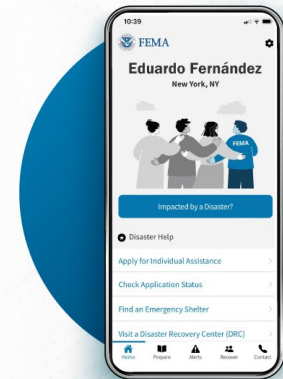 10:39
FEMA
Eduardo Fernández
New York, NY
FEMA
Impacted by a Disaster?
Disaster Help
Apply for Individual Assistance
Check Application Status
Find an Emergency Shelter
Visit a Disaster Recovery Center (DRC)
Home Prepare Alerts Recover Contact